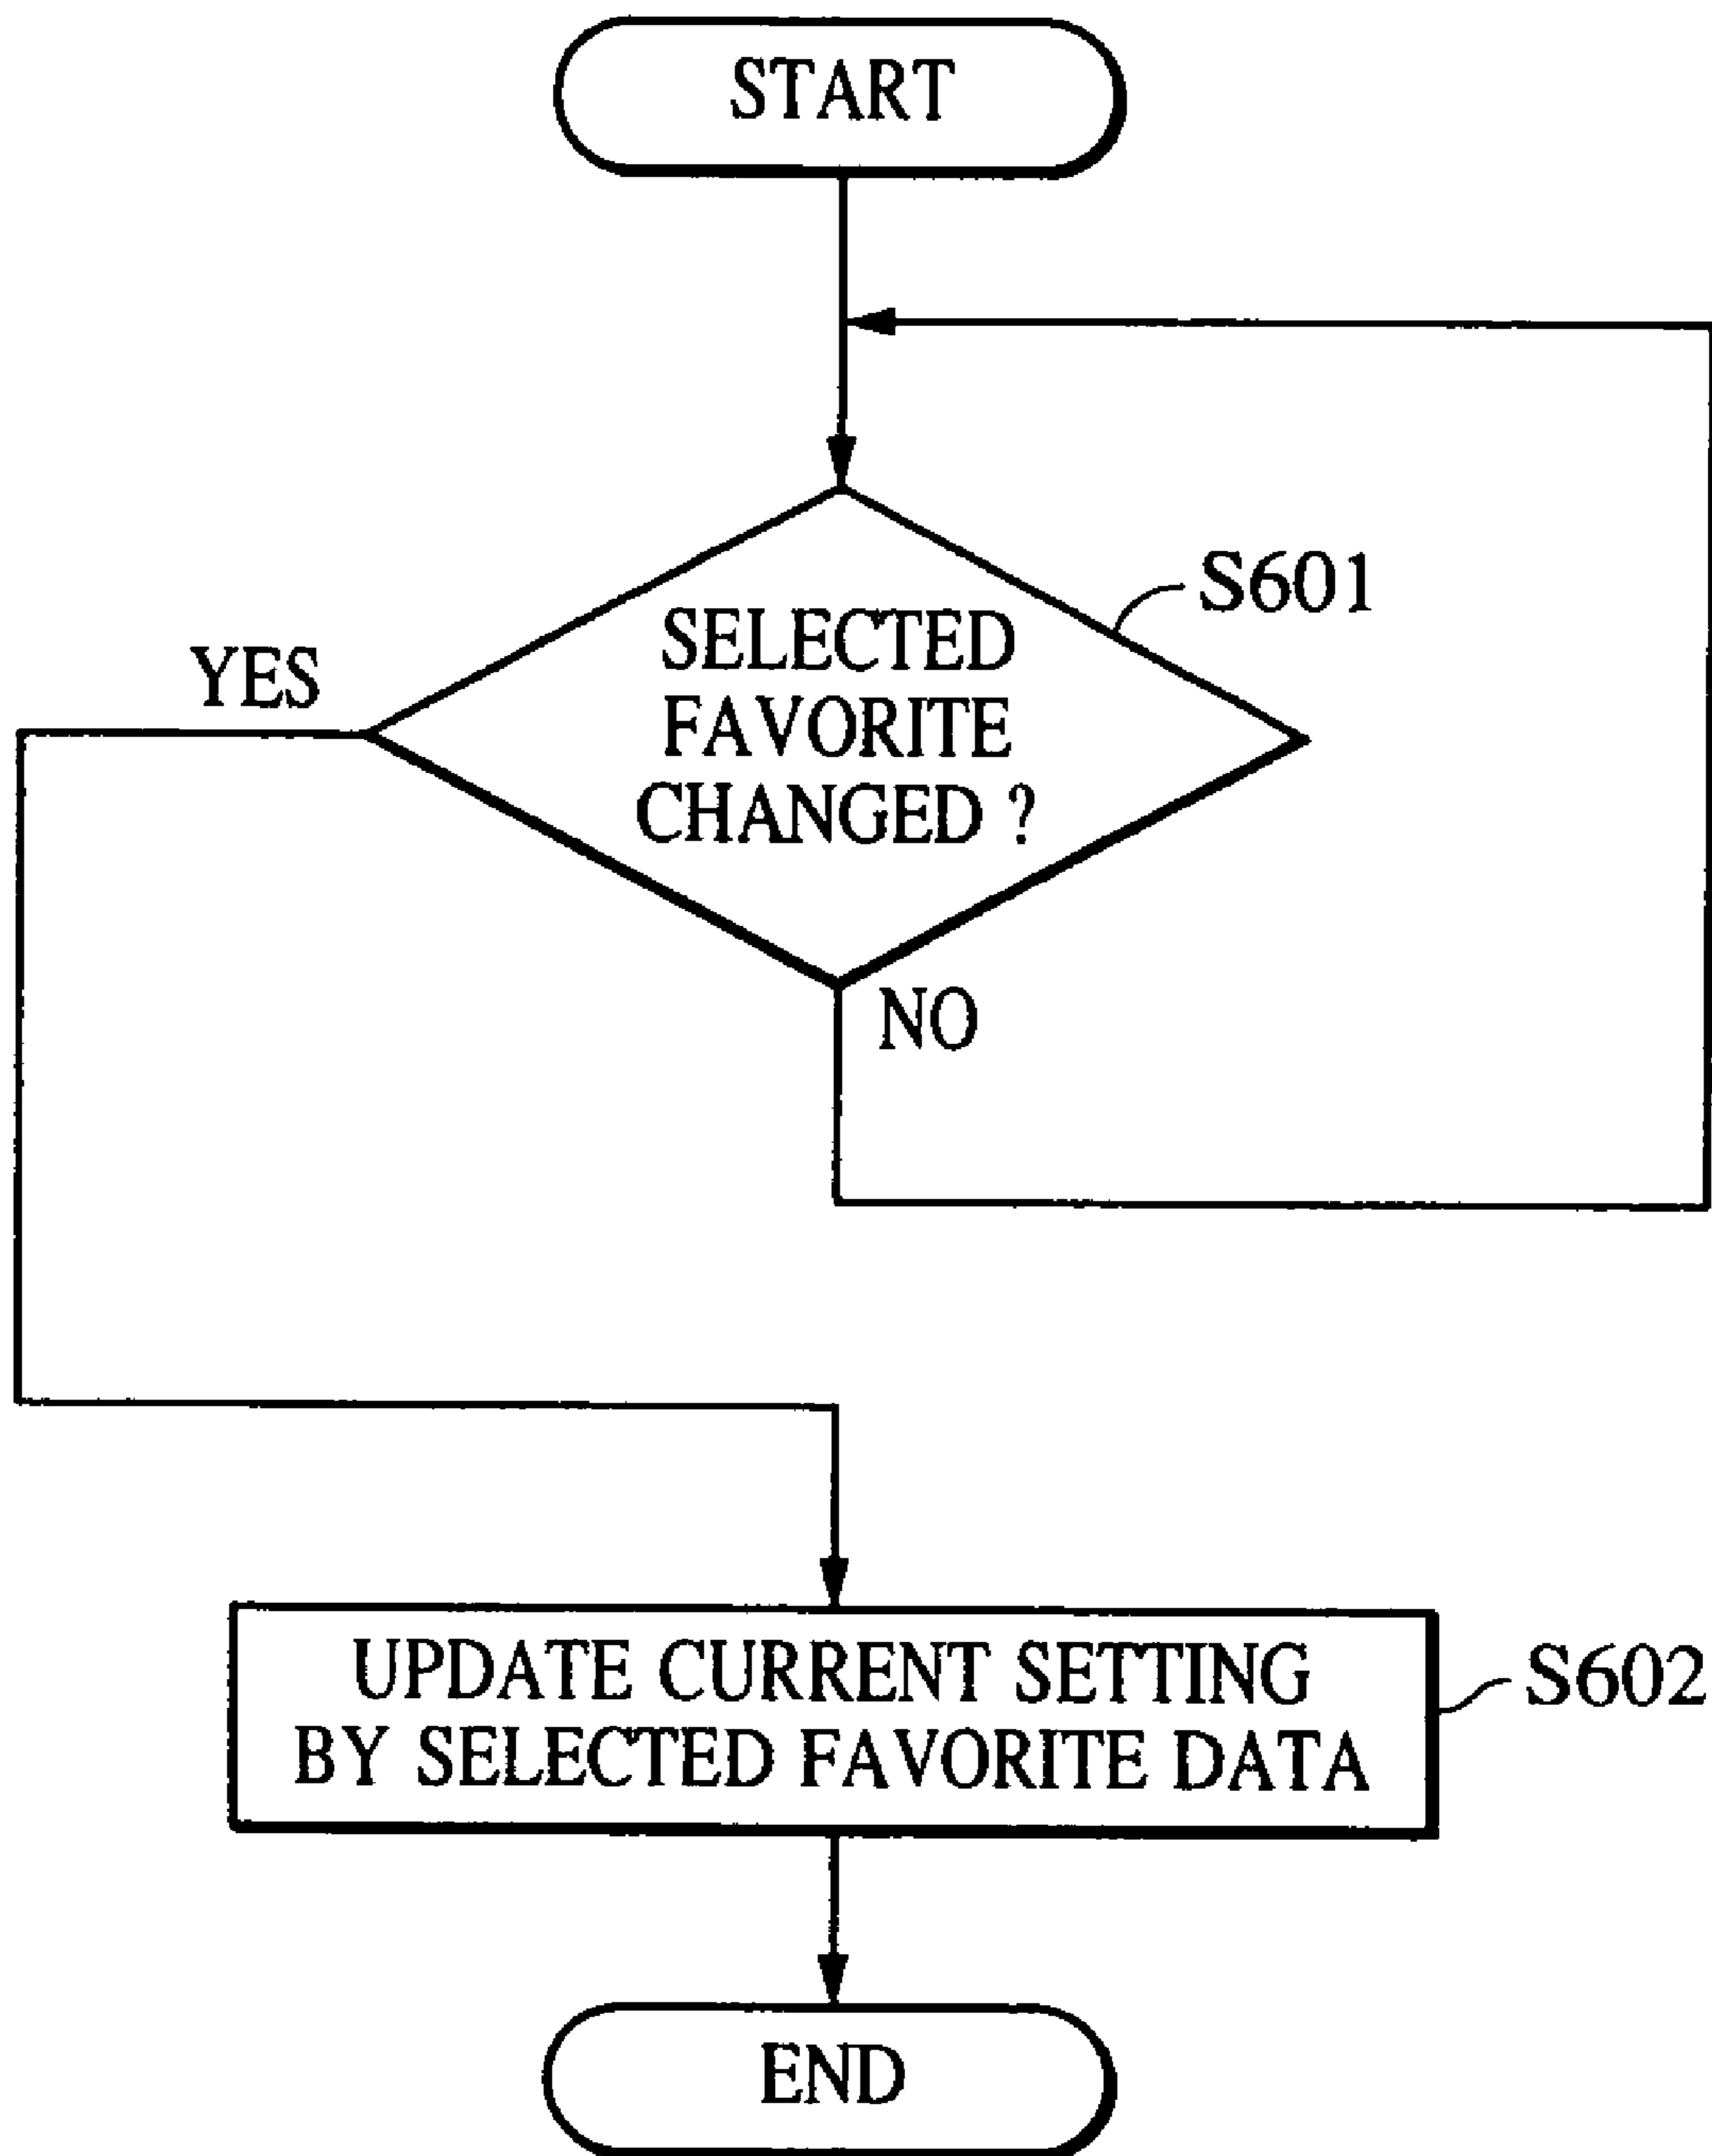 START
S601
SELECTED
FAVORITE
CHANGED ?
YES
NO
UPDATE CURRENT SETTING
BY SELECTED FAVORITE DATA
S602
END